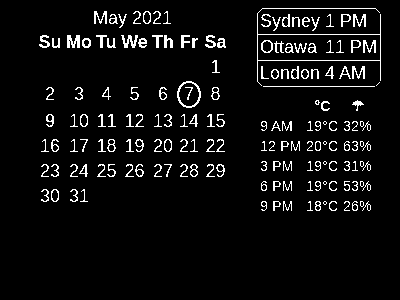 May 2021
Su Mo Tu We Th Fr Sa
1
2 3 4 5 6 7 8
9 10 11 12 13 14 15
16 17 18 19 20 21 22
23 24 25 26 27 28 29
30 31
Sydney 1 PM
Ottawa 11 PM
London 4 AM
°C ☂
9 AM 19°C 32%
12 PM 20°C 63%
3 PM 19°C 31%
6 PM 19°C 53%
9 PM 18°C 26%